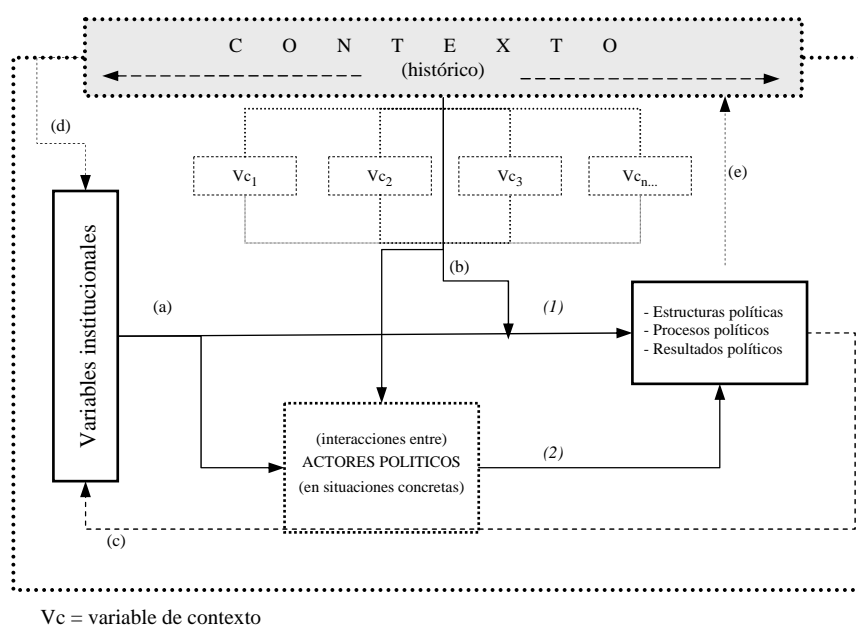 C O N T E X T O
(histórico)
(d)
Vc1
Vc2
Vc3
Vcn...
(e)
Variables institucionales
(a)
(b)
(1)
- Estructuras políticas
- Procesos políticos
- Resultados políticos
(interacciones entre)
ACTORES POLITICOS
(en situaciones concretas)
(2)
(c)
Vc = variable de contexto